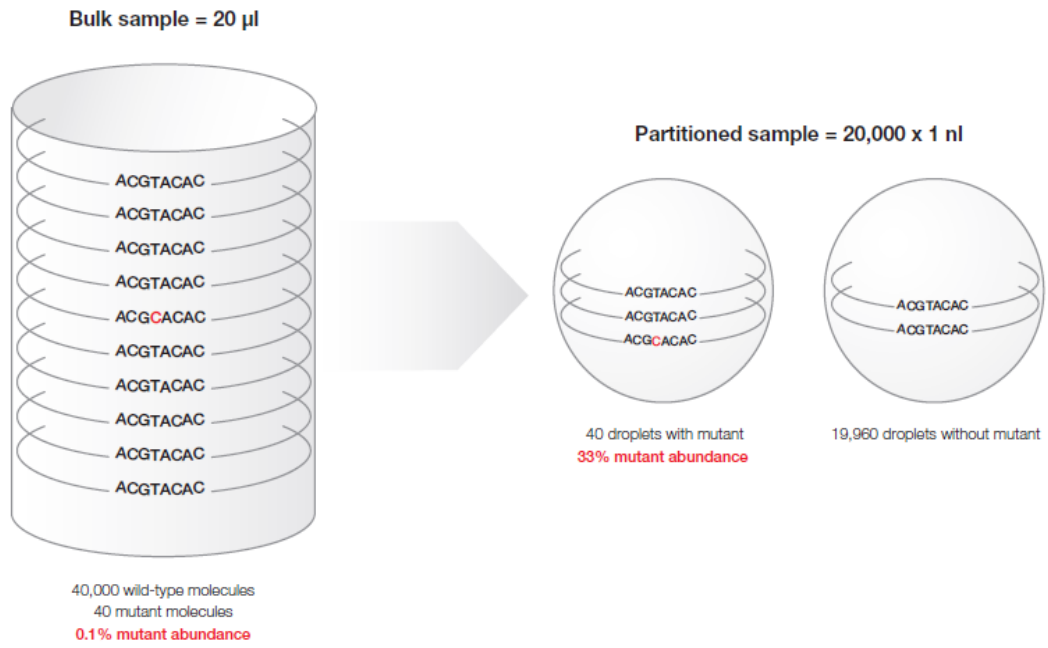 Bulk sample = 20 µl
ACGTACAC
ACGTACAC
ACGTACAC
ACGTACAC
ACGCACAC
ACGTACAC
ACGTACAC
ACGTACAC
ACGTACAC
ACGTACAC
40,000 wild-type molecules
40 mutant molecules
0.1% mutant abundance
Partitioned sample = 20,000 x 1 nl
ACGTACAC
ACGTACAC
ACGCACAC
40 droplets with mutant
33% mutant abundance
ACGTACAC
ACGTACAC
19,960 droplets without mutant